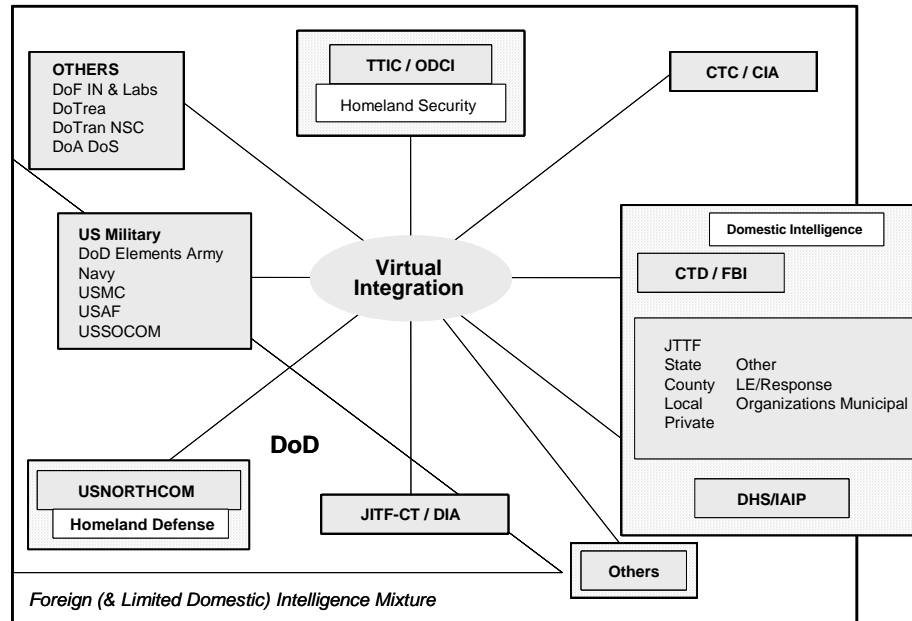 OTHERS
DoF IN & Labs
DoTrea
DoTran NSC
DoA DoS
TTIC / ODCI
Homeland Security
CTC / CIA
US Military
DoD Elements Army
Navy
USMC
USAF
USSOCOM
Virtual
Integration
Domestic Intelligence
CTD / FBI
JTTF
State Other
County LE/Response
Local Organizations Municipal
Private
DoD
USNORTHCOM
Homeland Defense
JITF-CT / DIA
DHS/IAIP
Others
Foreign (& Limited Domestic) Intelligence Mixture